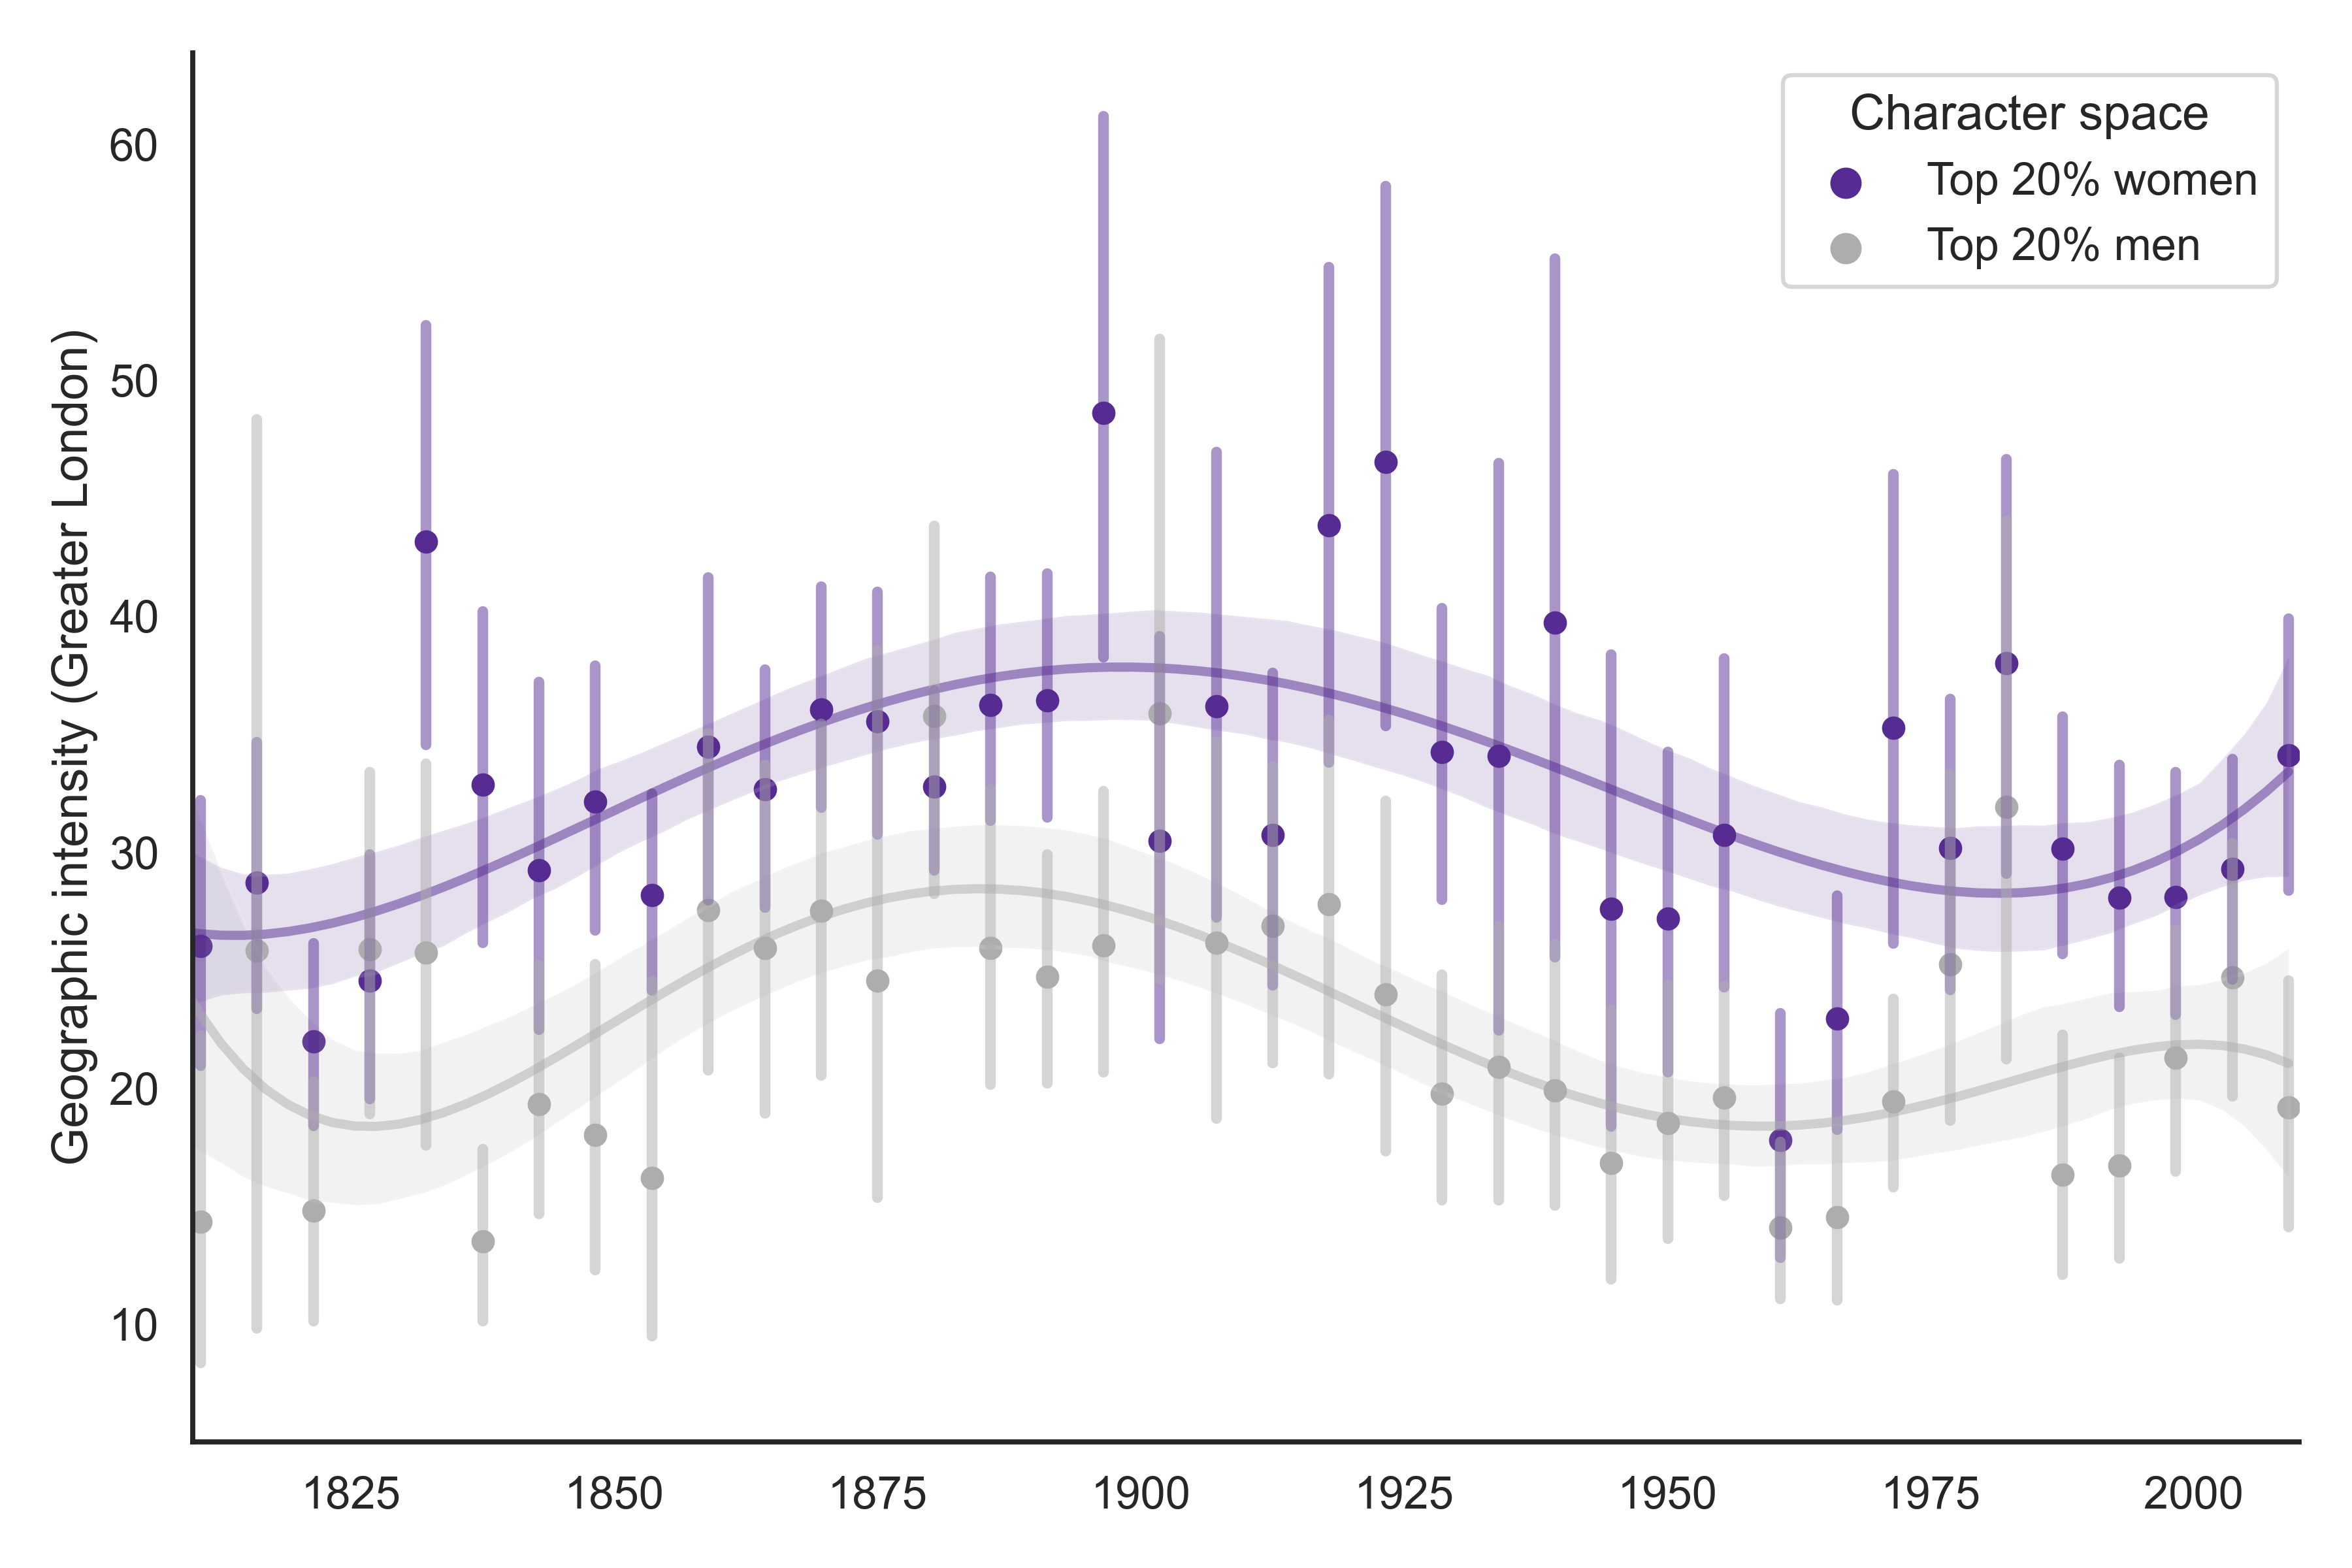 Character space
Top 20% women
Top 20% men
Geographic intensity (Greater London)
60
50
40
30
20
10
1825 1850 1875 1900 1925 1950 1975 2000